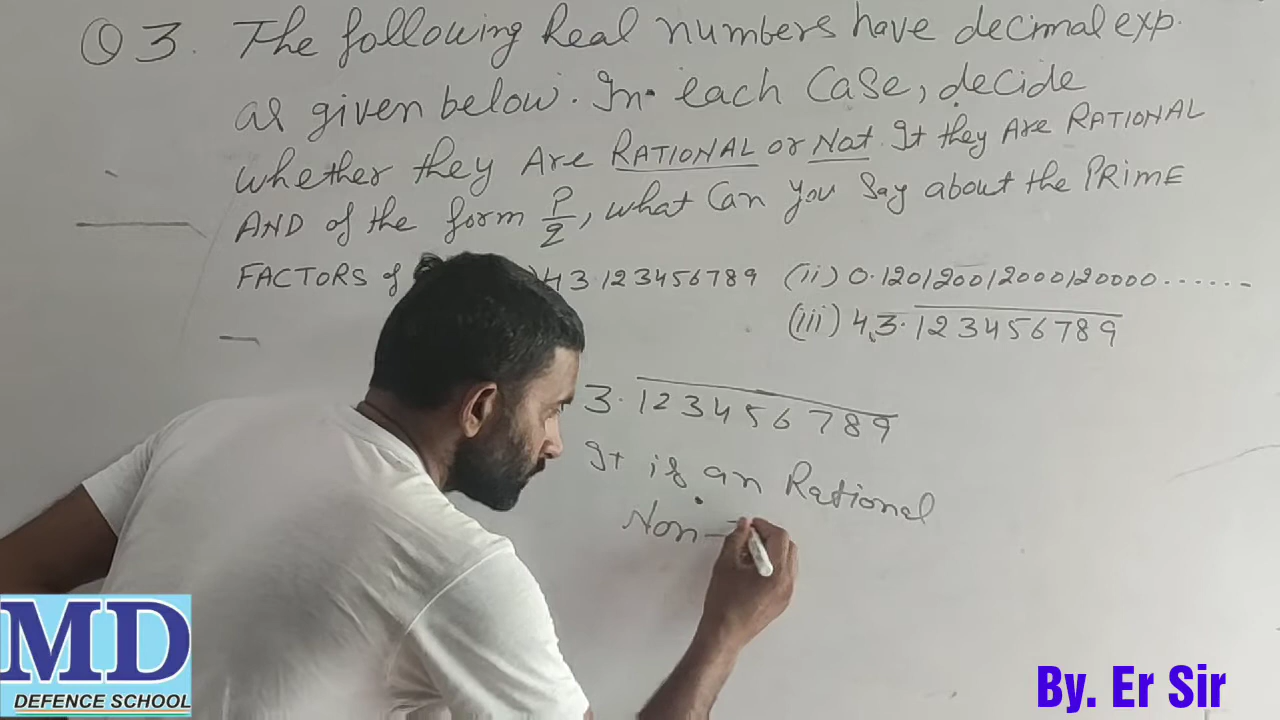 Q 3. The following Real numbers have decimal exp.
as given below. In each Case, decide
whether they Are RATIONAL or Not. It they Are RATIONAL
AND of the form P/q, what Can you Say about the PRIME
FACTORS of 43.123456789 (ii) 0.120120012000120000......
(iii) 43.123456789
3.123456789
It is an Rational
Non-
MD
DEFENCE SCHOOL
By. Er Sir